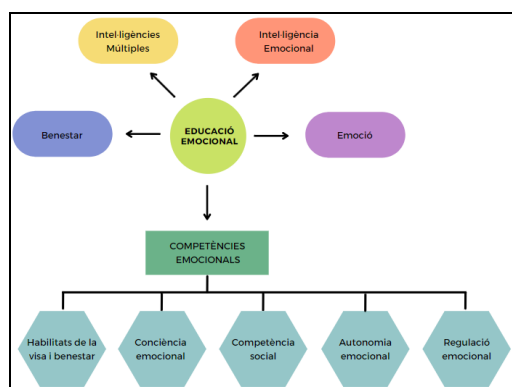 Intel·ligències
Múltiples
Intel·ligència
Emocional
Benestar
EDUCACIÓ
EMOCIONAL
Emoció
COMPETÈNCIES
EMOCIONALS
Habilitats de la
visa i benestar
Conciència
emocional
Competència
social
Autonomia
emocional
Regulació
emocional